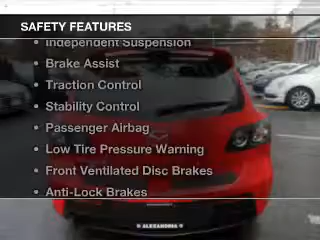 SAFETY FEATURES
• Independent Suspension
• Brake Assist
• Traction Control
• Stability Control
• Passenger Airbag
• Low Tire Pressure Warning
• Front Ventilated Disc Brakes
• Anti-Lock Brakes
ALEXANDRIA